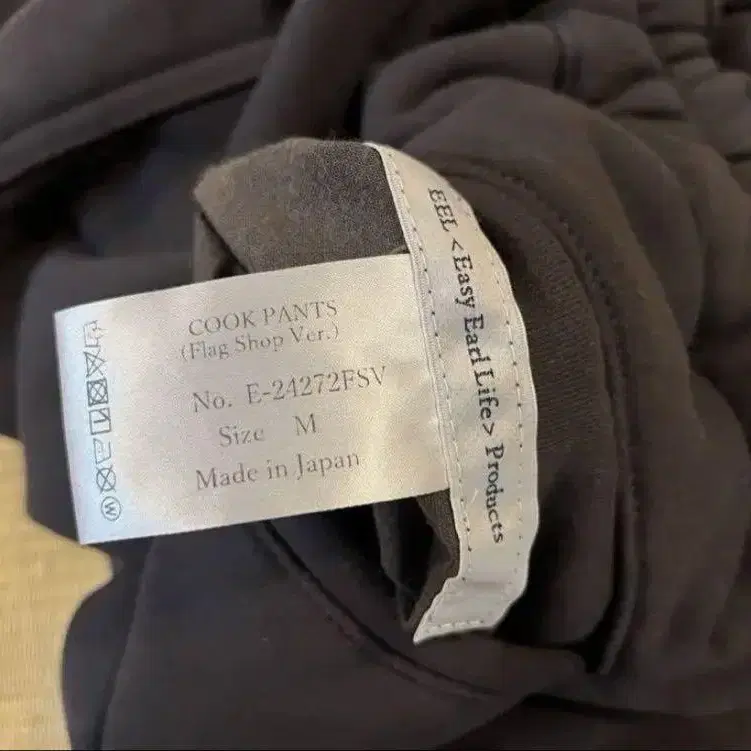 COOK PANTS
(Flag Shop Ver.)
No. E-24272FSV
Size M
Made in Japan
EEL <Easy Earl Life> Products
W